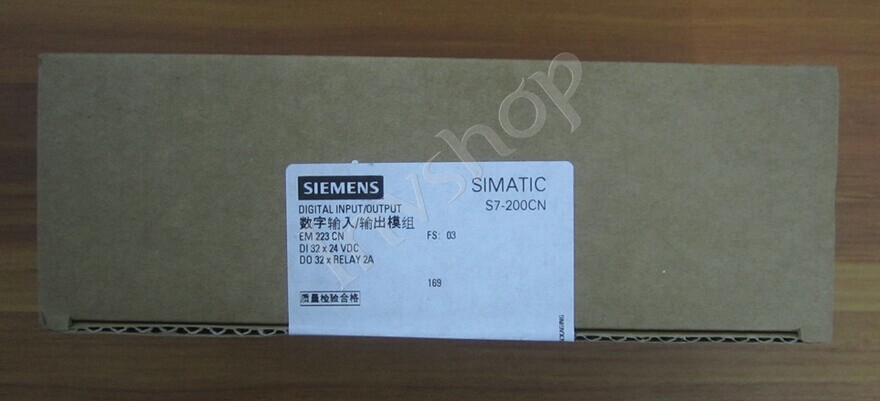 SIEMENS
SIMATIC
S7-200CN
DIGITAL INPUT/OUTPUT
数字输入/输出模组
EM 223 CN FS: 03
DI 32 x 24 VDC
DO 32 x RELAY 2A
169
质量检验合格